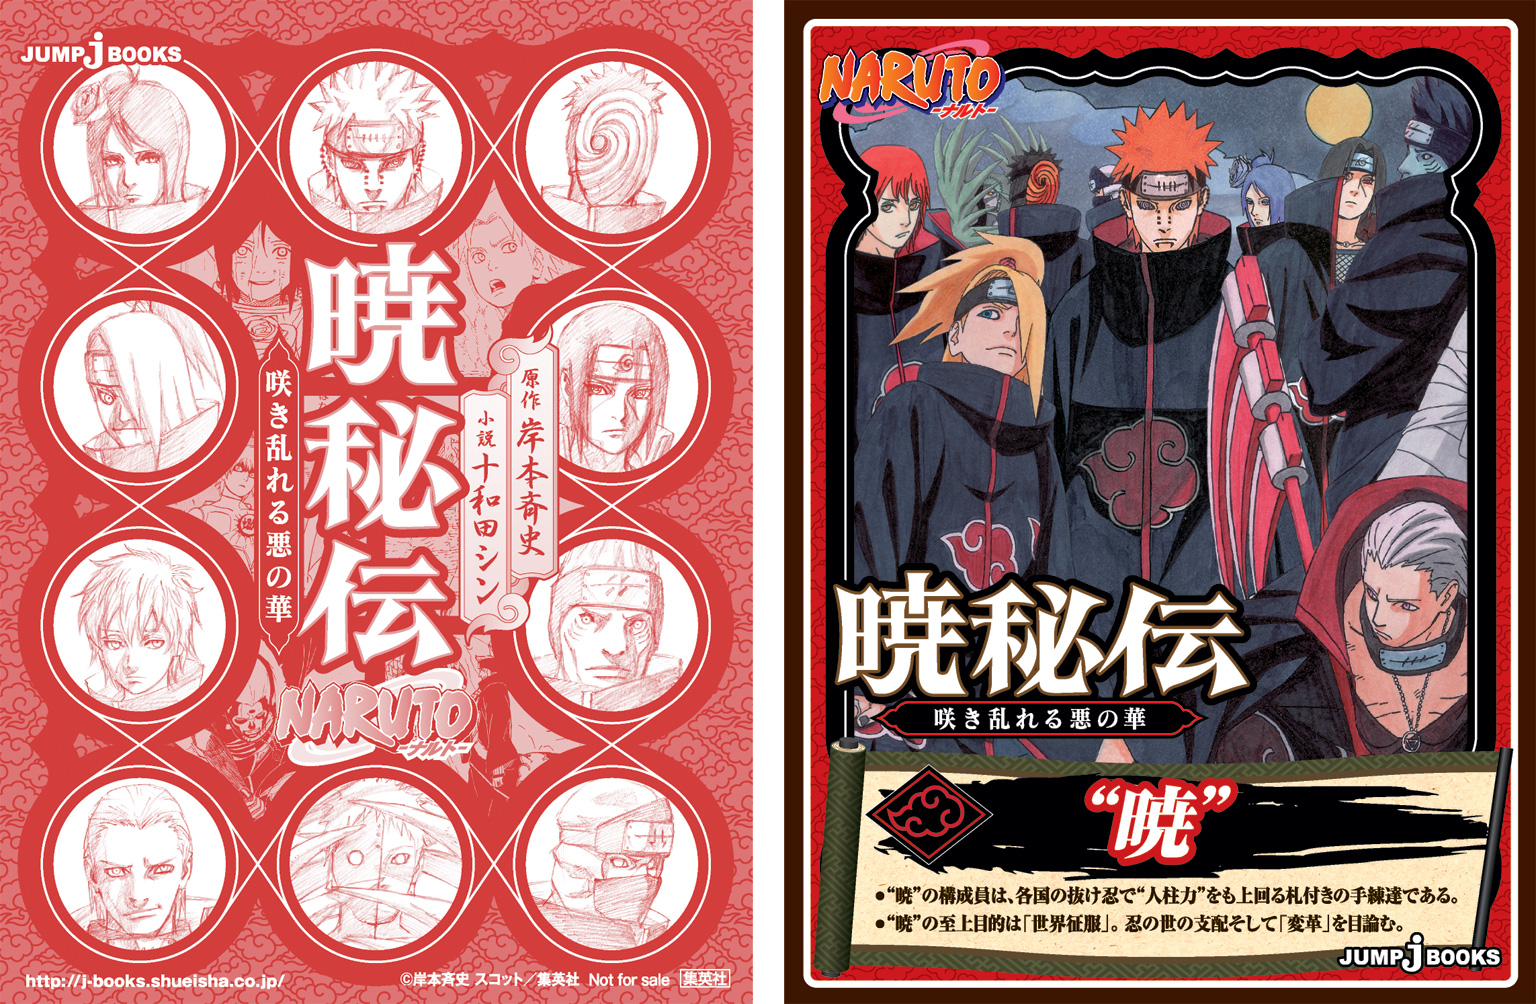 JUMP j BOOKS
暁秘伝
咲き乱れる悪の華
原作 岸本斉史
小説 十和田シン
NARUTO
-ナルト-
http://j-books.shueisha.co.jp/
©岸本斉史 スコット／集英社 Not for sale 集英社
NARUTO
-ナルト-
暁秘伝
咲き乱れる悪の華
“暁”
●“暁”の構成員は、各国の抜け忍で“人柱力”をも上回る札付きの手練達である。
●“暁”の至上目的は「世界征服」。忍の世の支配そして「変革」を目論む。
JUMP j BOOKS